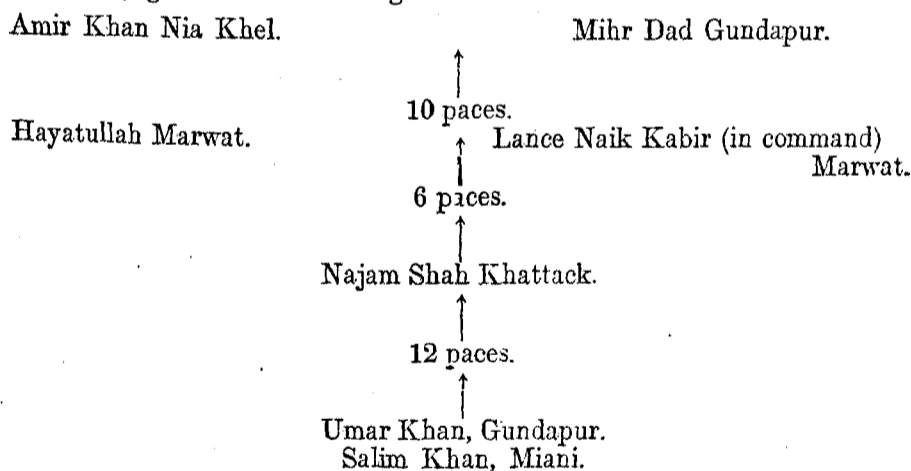 Amir Khan Nia Khel. Mihr Dad Gundapur.
10 paces.
Hayatullah Marwat. Lance Naik Kabir (in command)
Marwat.
6 paces.
Najam Shah Khattack.
12 paces.
Umar Khan, Gundapur.
Salim Khan, Miani.